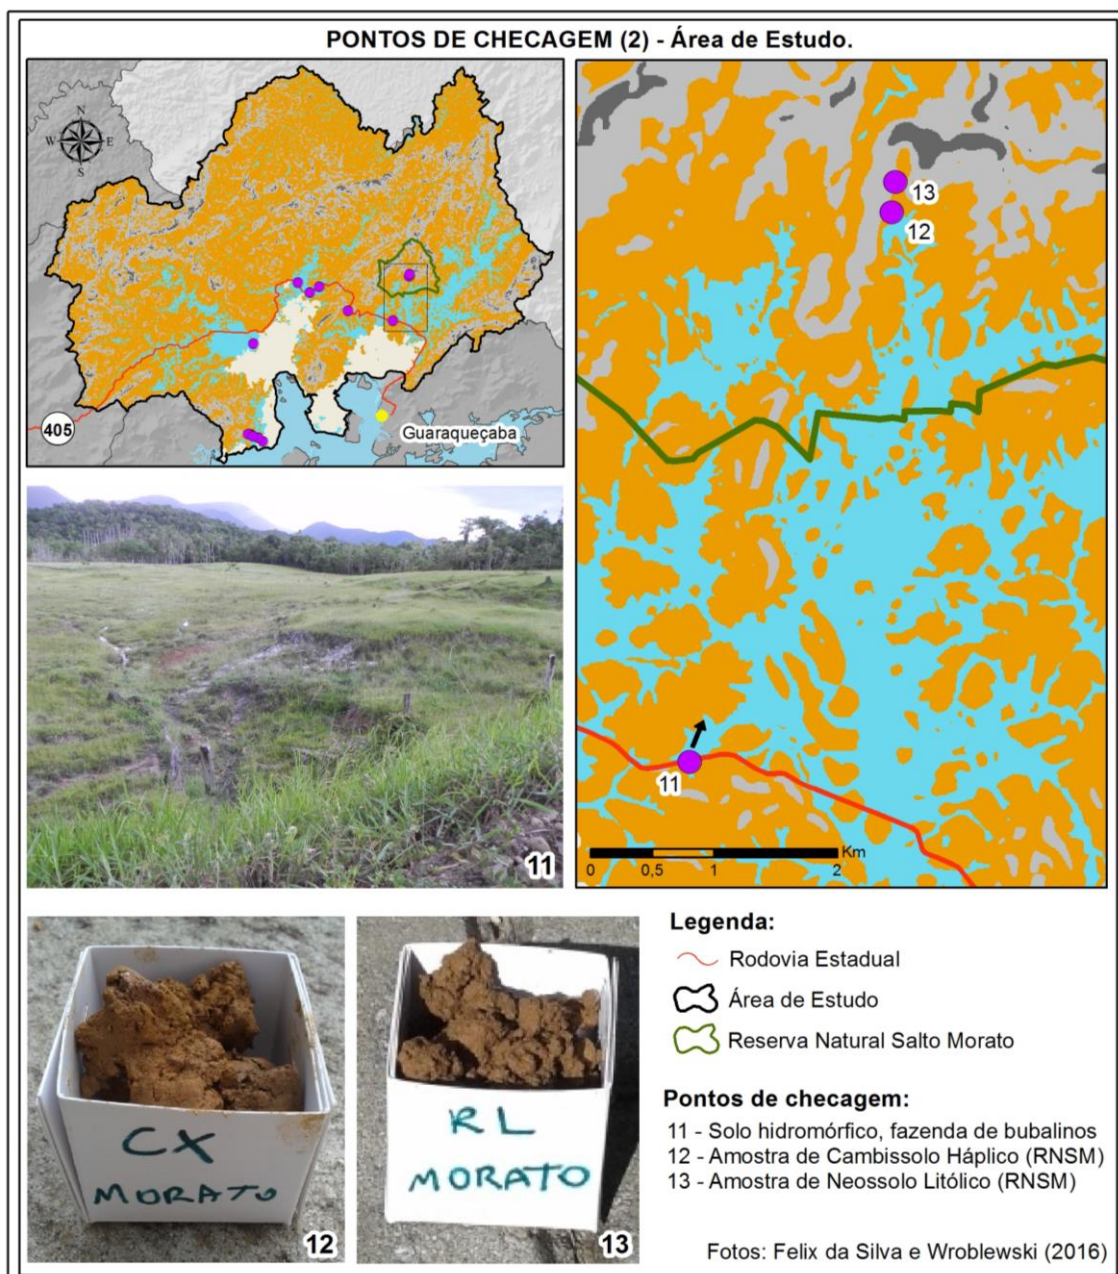 PONTOS DE CHECAGEM (2) - Área de Estudo.
N
W E
S
405
Guaraqueçaba
13
12
11
Km
0 0,5 1 2
11
CX
MORATO
12
RL
MORATO
13
Legenda:
Rodovia Estadual
Área de Estudo
Reserva Natural Salto Morato
Pontos de checagem:
11 - Solo hidromórfico, fazenda de bubalinos
12 - Amostra de Cambissolo Háplico (RNSM)
13 - Amostra de Neossolo Litólico (RNSM)
Fotos: Felix da Silva e Wroblewski (2016)